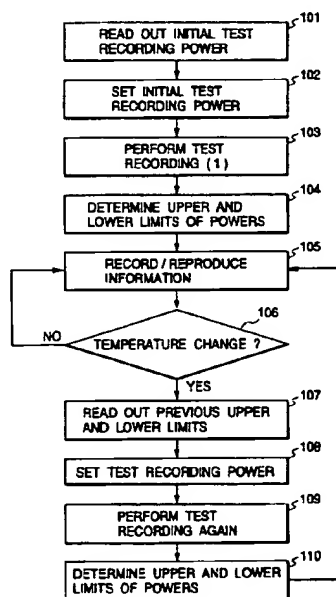 101
READ OUT INITIAL TEST
RECORDING POWER
102
SET INITIAL TEST
RECORDING POWER
103
PERFORM TEST
RECORDING (1)
104
DETERMINE UPPER AND
LOWER LIMITS OF POWERS
105
RECORD/REPRODUCE
INFORMATION
106
NO
TEMPERATURE CHANGE ?
YES
107
READ OUT PREVIOUS UPPER
AND LOWER LIMITS
108
SET TEST RECORDING POWER
109
PERFORM TEST
RECORDING AGAIN
110
DETERMINE UPPER AND LOWER
LIMITS OF POWERS